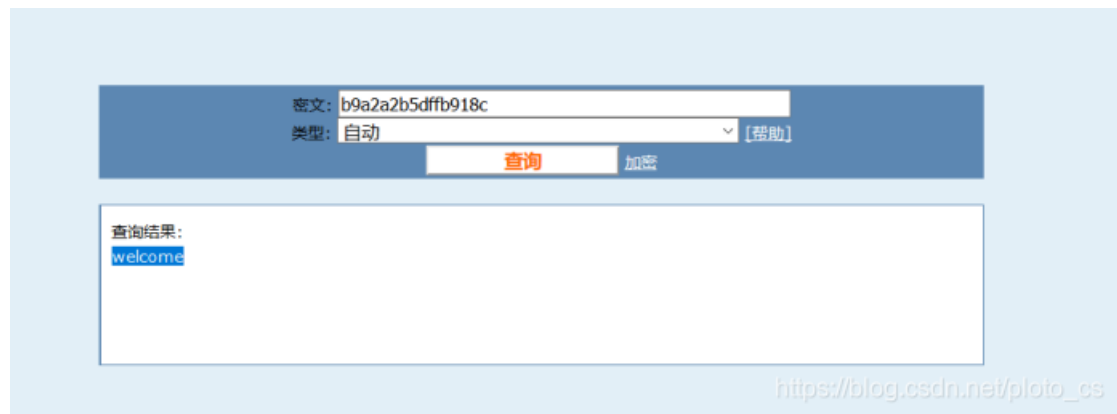 密文: b9a2a2b5dffb918c
类型: 自动 [帮助]
查询 加密
查询结果:
welcome
https://blog.csdn.net/ploto_cs